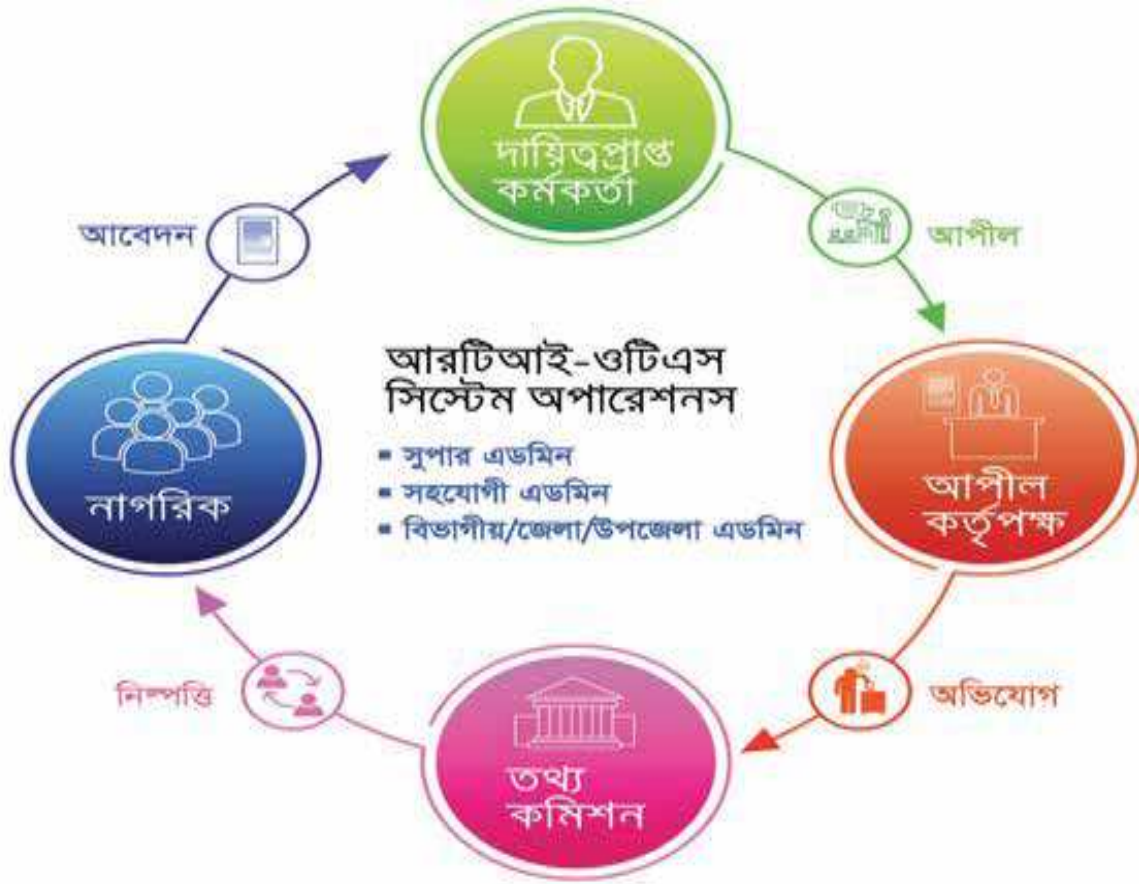 দায়িত্বপ্রাপ্ত
কর্মকর্তা
আবেদন
আপীল
আরটিআই-ওটিএস
সিস্টেম অপারেশনস
▪ সুপার এডমিন
▪ সহযোগী এডমিন
▪ বিভাগীয়/জেলা/উপজেলা এডমিন
নাগরিক
আপীল
কর্তৃপক্ষ
নিষ্পত্তি
অভিযোগ
তথ্য
কমিশন